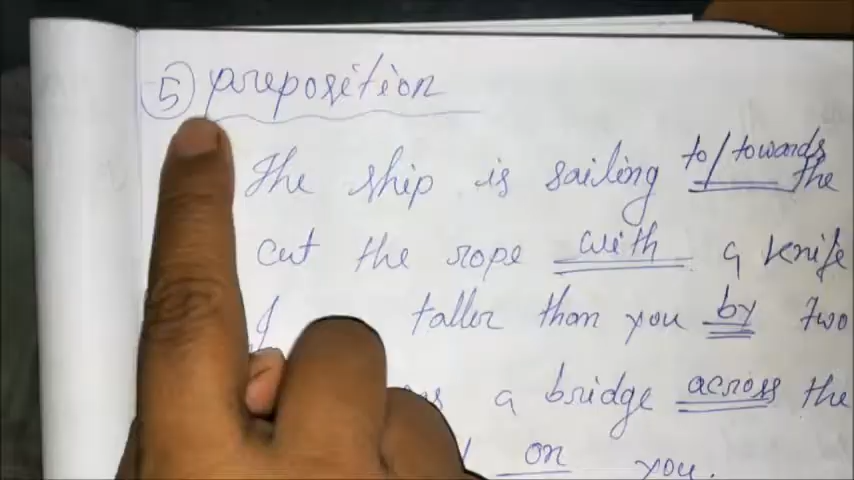 5 preposition
The ship is sailing to/towards the
cut the rope with a knife
I taller than you by two
a bridge across the
on you.